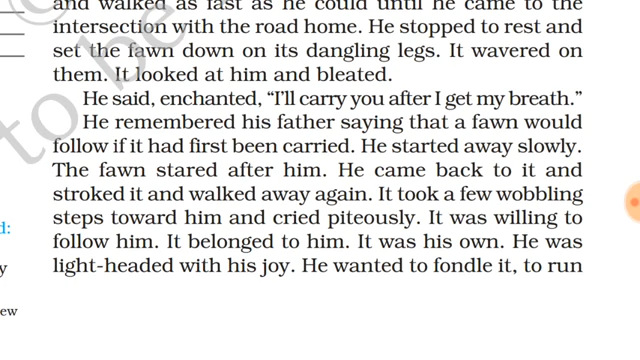 and walked as fast as he could until he came to the
intersection with the road home. He stopped to rest and
set the fawn down on its dangling legs. It wavered on
them. It looked at him and bleated.
He said, enchanted, “I’ll carry you after I get my breath.”
He remembered his father saying that a fawn would
follow if it had first been carried. He started away slowly.
The fawn stared after him. He came back to it and
stroked it and walked away again. It took a few wobbling
steps toward him and cried piteously. It was willing to
follow him. It belonged to him. It was his own. He was
light-headed with his joy. He wanted to fondle it, to run
to be
d:
y
ew